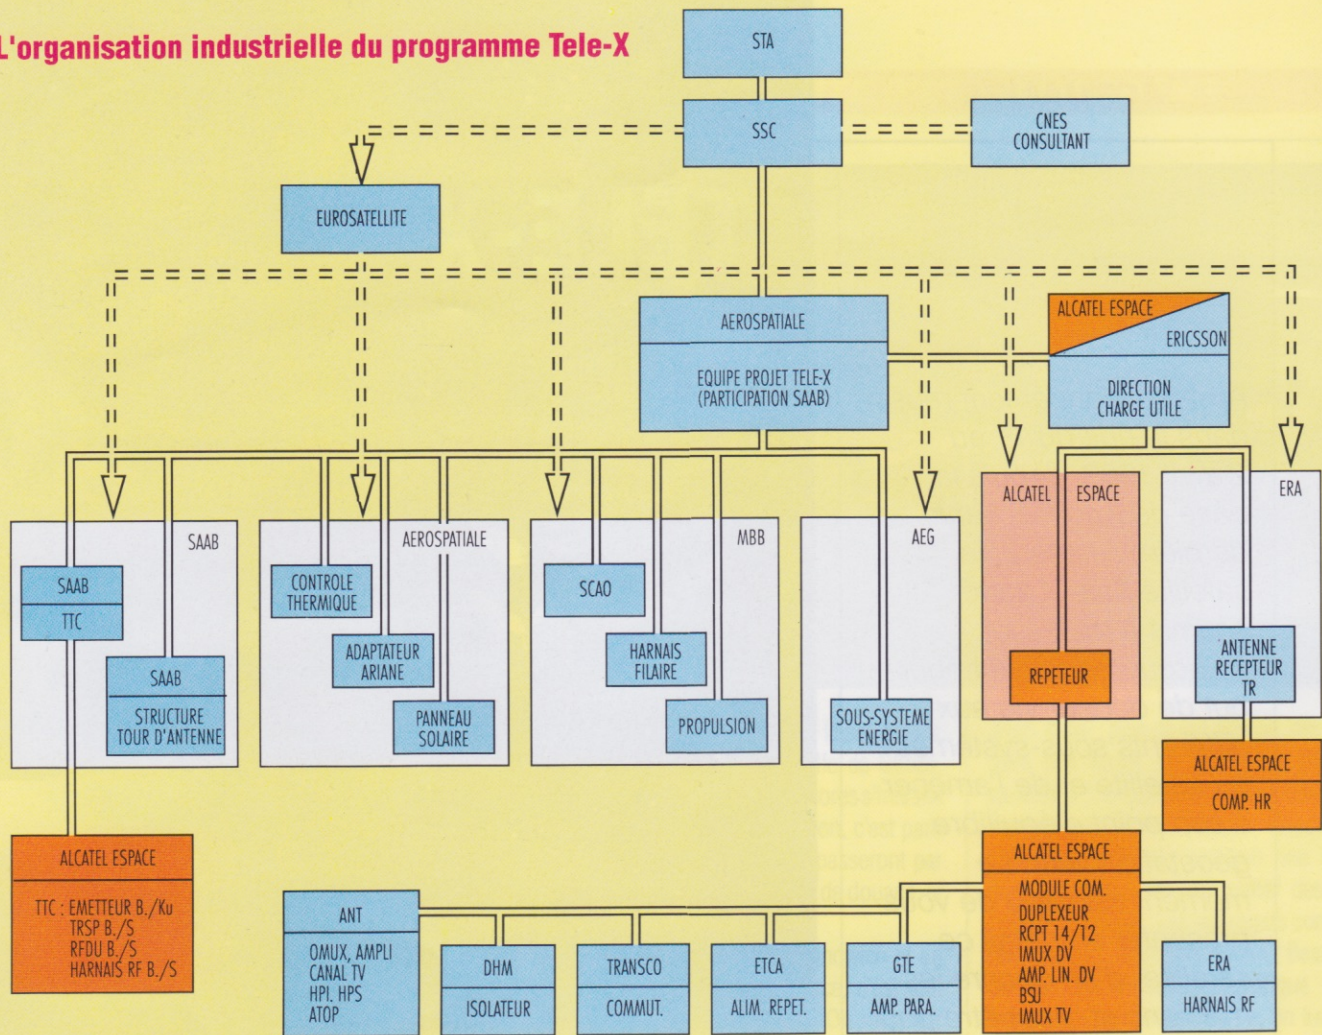 L'organisation industrielle du programme Tele-X
STA
SSC
CNES
CONSULTANT
EUROSATELLITE
AEROSPATIALE
EQUIPE PROJET TELE-X
(PARTICIPATION SAAB)
ALCATEL ESPACE
ERICSSON
DIRECTION
CHARGE UTILE
SAAB
SAAB
TTC
SAAB
STRUCTURE
TOUR D'ANTENNE
AEROSPATIALE
CONTROLE
THERMIQUE
ADAPTATEUR
ARIANE
PANNEAU
SOLAIRE
MBB
SCAO
HARNAIS
FILAIRE
PROPULSION
AEG
SOUS-SYSTEME
ENERGIE
ALCATEL ESPACE
REPETEUR
ERA
ANTENNE
RECEPTEUR
TR
ALCATEL ESPACE
COMP. HR
ALCATEL ESPACE
TTC : EMETTEUR B./Ku
TRSP B./S
RFDU B./S
HARNAIS RF B./S
ANT
OMUX, AMPLI
CANAL TV
HPI. HPS
ATOP
DHM
ISOLATEUR
TRANSCO
COMMUT.
ETCA
ALIM. REPET.
GTE
AMP. PARA.
ALCATEL ESPACE
MODULE COM.
DUPLEXEUR
RCPT 14/12
IMUX DV
AMP. LIN. DV
BSU
IMUX TV
ERA
HARNAIS RF